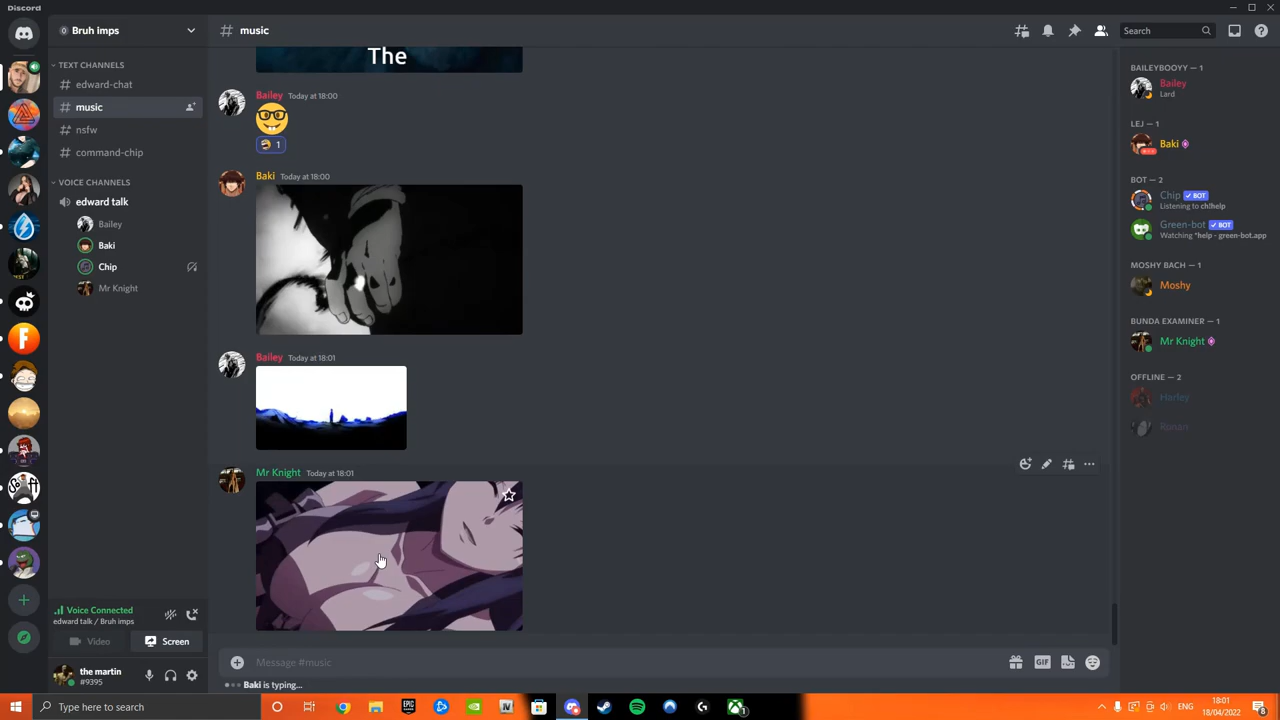 Discord
Bruh imps
music
Search
TEXT CHANNELS
edward-chat
music
nsfw
command-chip
VOICE CHANNELS
edward talk
Bailey
Baki
Chip
Mr Knight
Voice Connected
edward talk / Bruh imps
Video
Screen
the martin
#9395
The
Bailey Today at 18:00
1
Baki Today at 18:00
Bailey Today at 18:01
Mr Knight Today at 18:01
Message #music
GIF
Baki is typing...
BAILEYBOOYY — 1
Bailey
Lard
LEJ — 1
Baki
BOT — 2
Chip ✓ BOT
Listening to ch!help
Green-bot ✓ BOT
Watching *help - green-bot.app
MOSHY BACH — 1
Moshy
BUNDA EXAMINER — 1
Mr Knight
OFFLINE — 2
Harley
Ronan
Type here to search
ENG
18:01
18/04/2022
8